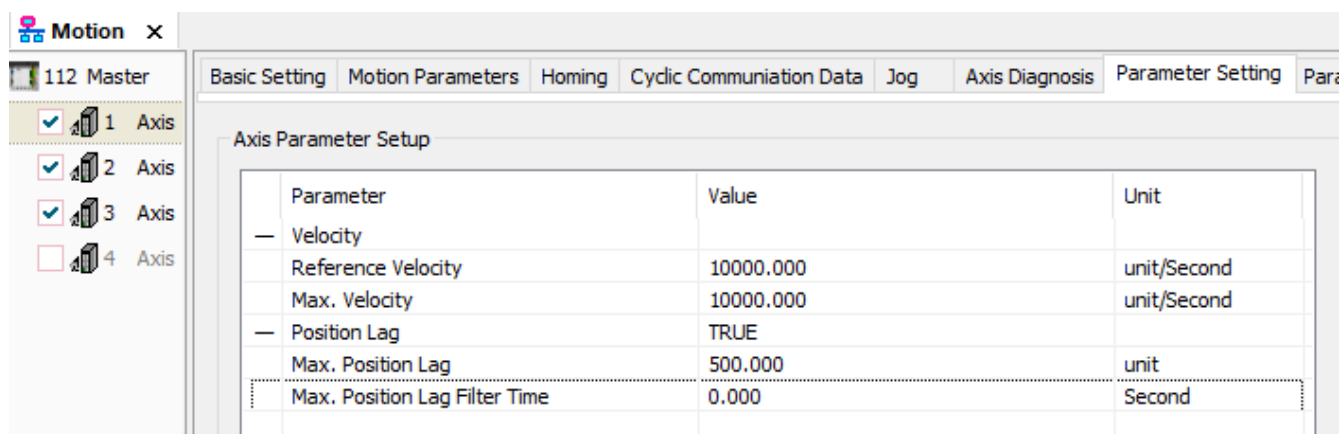 Motion X
112 Master
Basic Setting Motion Parameters Homing Cyclic Communiation Data Jog Axis Diagnosis Parameter Setting Para
1 Axis
2 Axis
3 Axis
4 Axis
Axis Parameter Setup
Parameter Value Unit
— Velocity
Reference Velocity 10000.000 unit/Second
Max. Velocity 10000.000 unit/Second
— Position Lag TRUE
Max. Position Lag 500.000 unit
Max. Position Lag Filter Time 0.000 Second